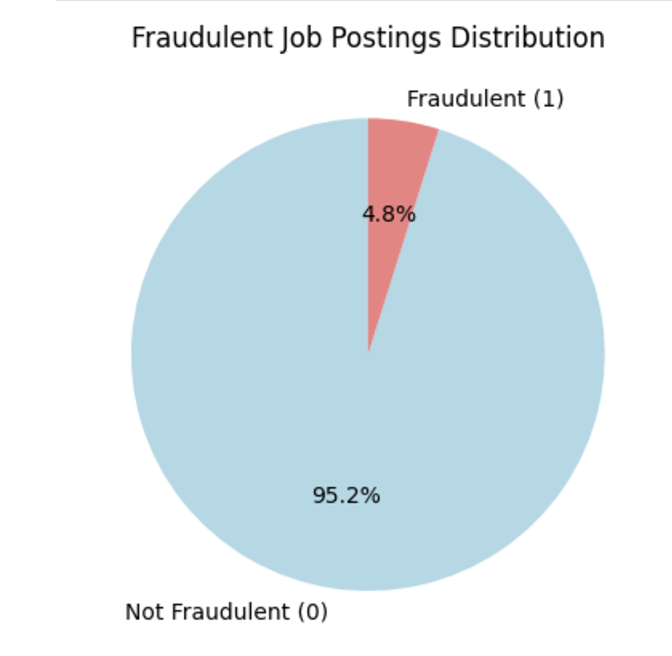 Fraudulent Job Postings Distribution
Fraudulent (1)
4.8%
95.2%
Not Fraudulent (0)